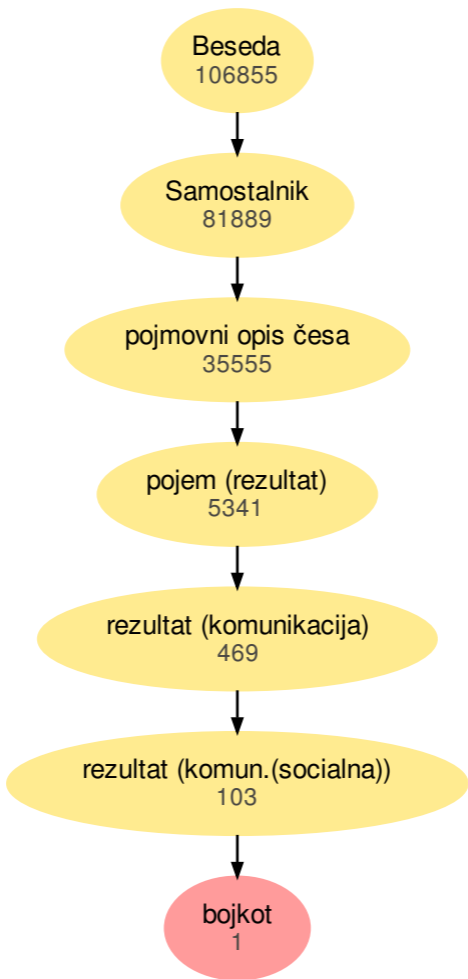 Beseda
106855
Samostalnik
81889
pojmovni opis česa
35555
pojem (rezultat)
5341
rezultat (komunikacija)
469
rezultat (komun.(socialna))
103
bojkot
1